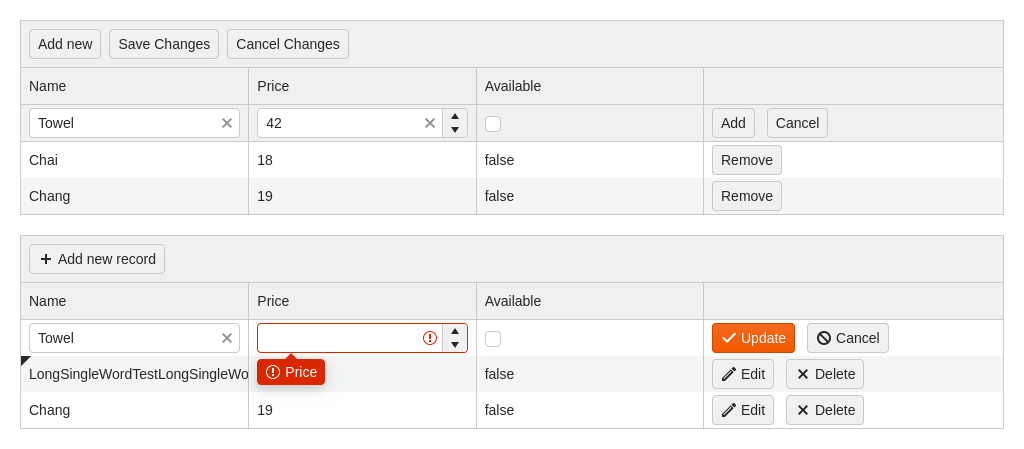 Add new Save Changes Cancel Changes
Name Price Available
Towel 42 Add Cancel
Chai 18 false Remove
Chang 19 false Remove
Add new record
Name Price Available
Towel Update Cancel
LongSingleWordTestLongSingleWo Price false Edit Delete
Chang 19 false Edit Delete